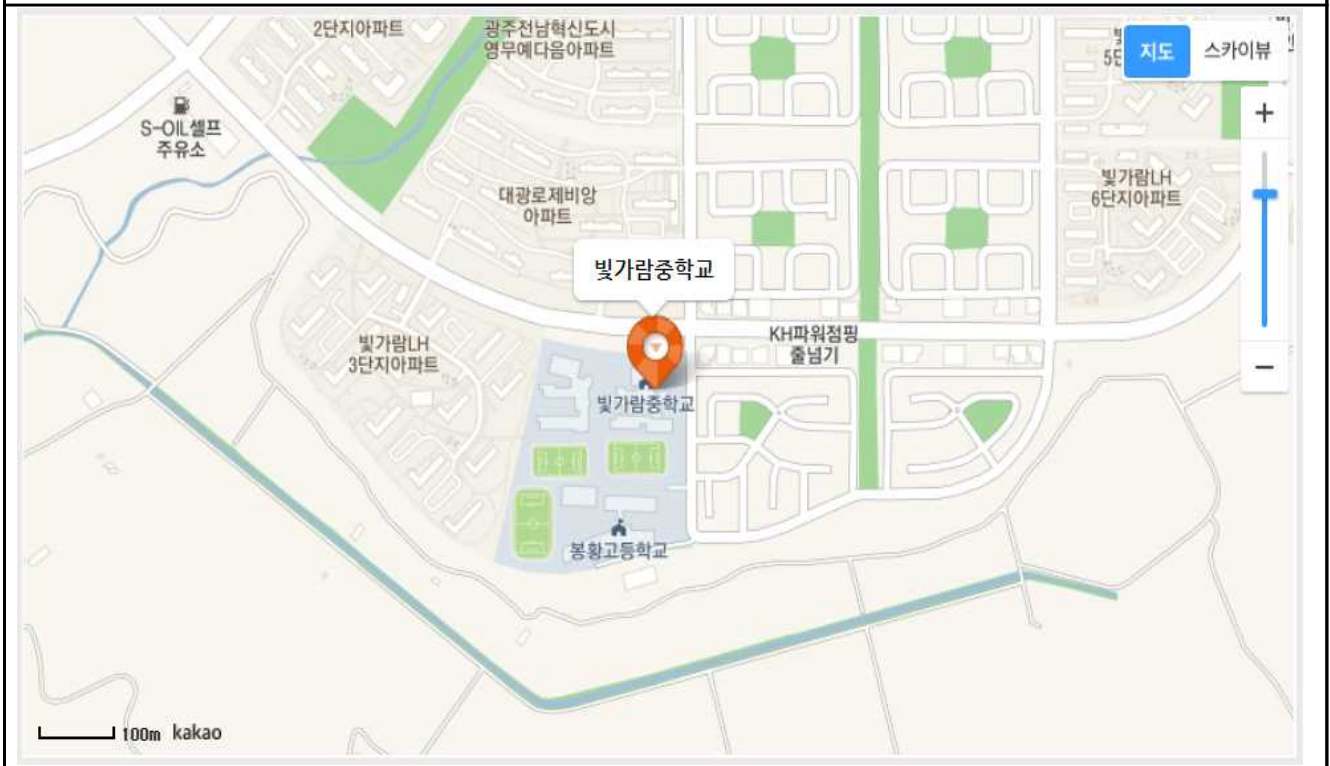 2단지아파트
광주전남혁신도시
영무예다음아파트
지도
스카이뷰
S-OIL셀프
주유소
대광로제비앙
아파트
빛가람LH
6단지아파트
빛가람중학교
KH파워점핑
줄넘기
빛가람LH
3단지아파트
빛가람중학교
봉황고등학교
100m kakao